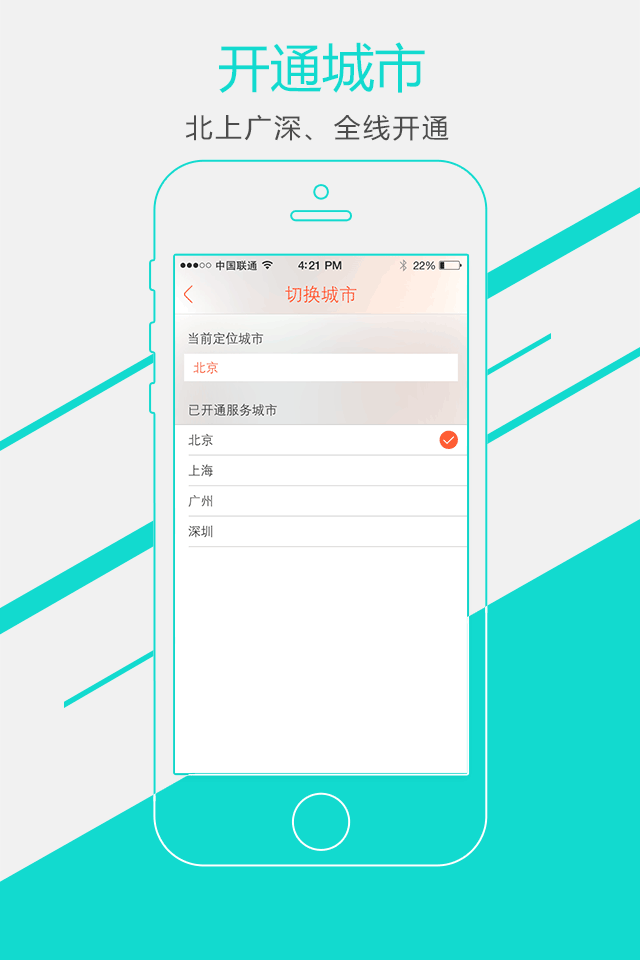 开通城市
北上广深、全线开通
中国联通 4:21 PM 22%
切换城市
当前定位城市
北京
已开通服务城市
北京
上海
广州
深圳